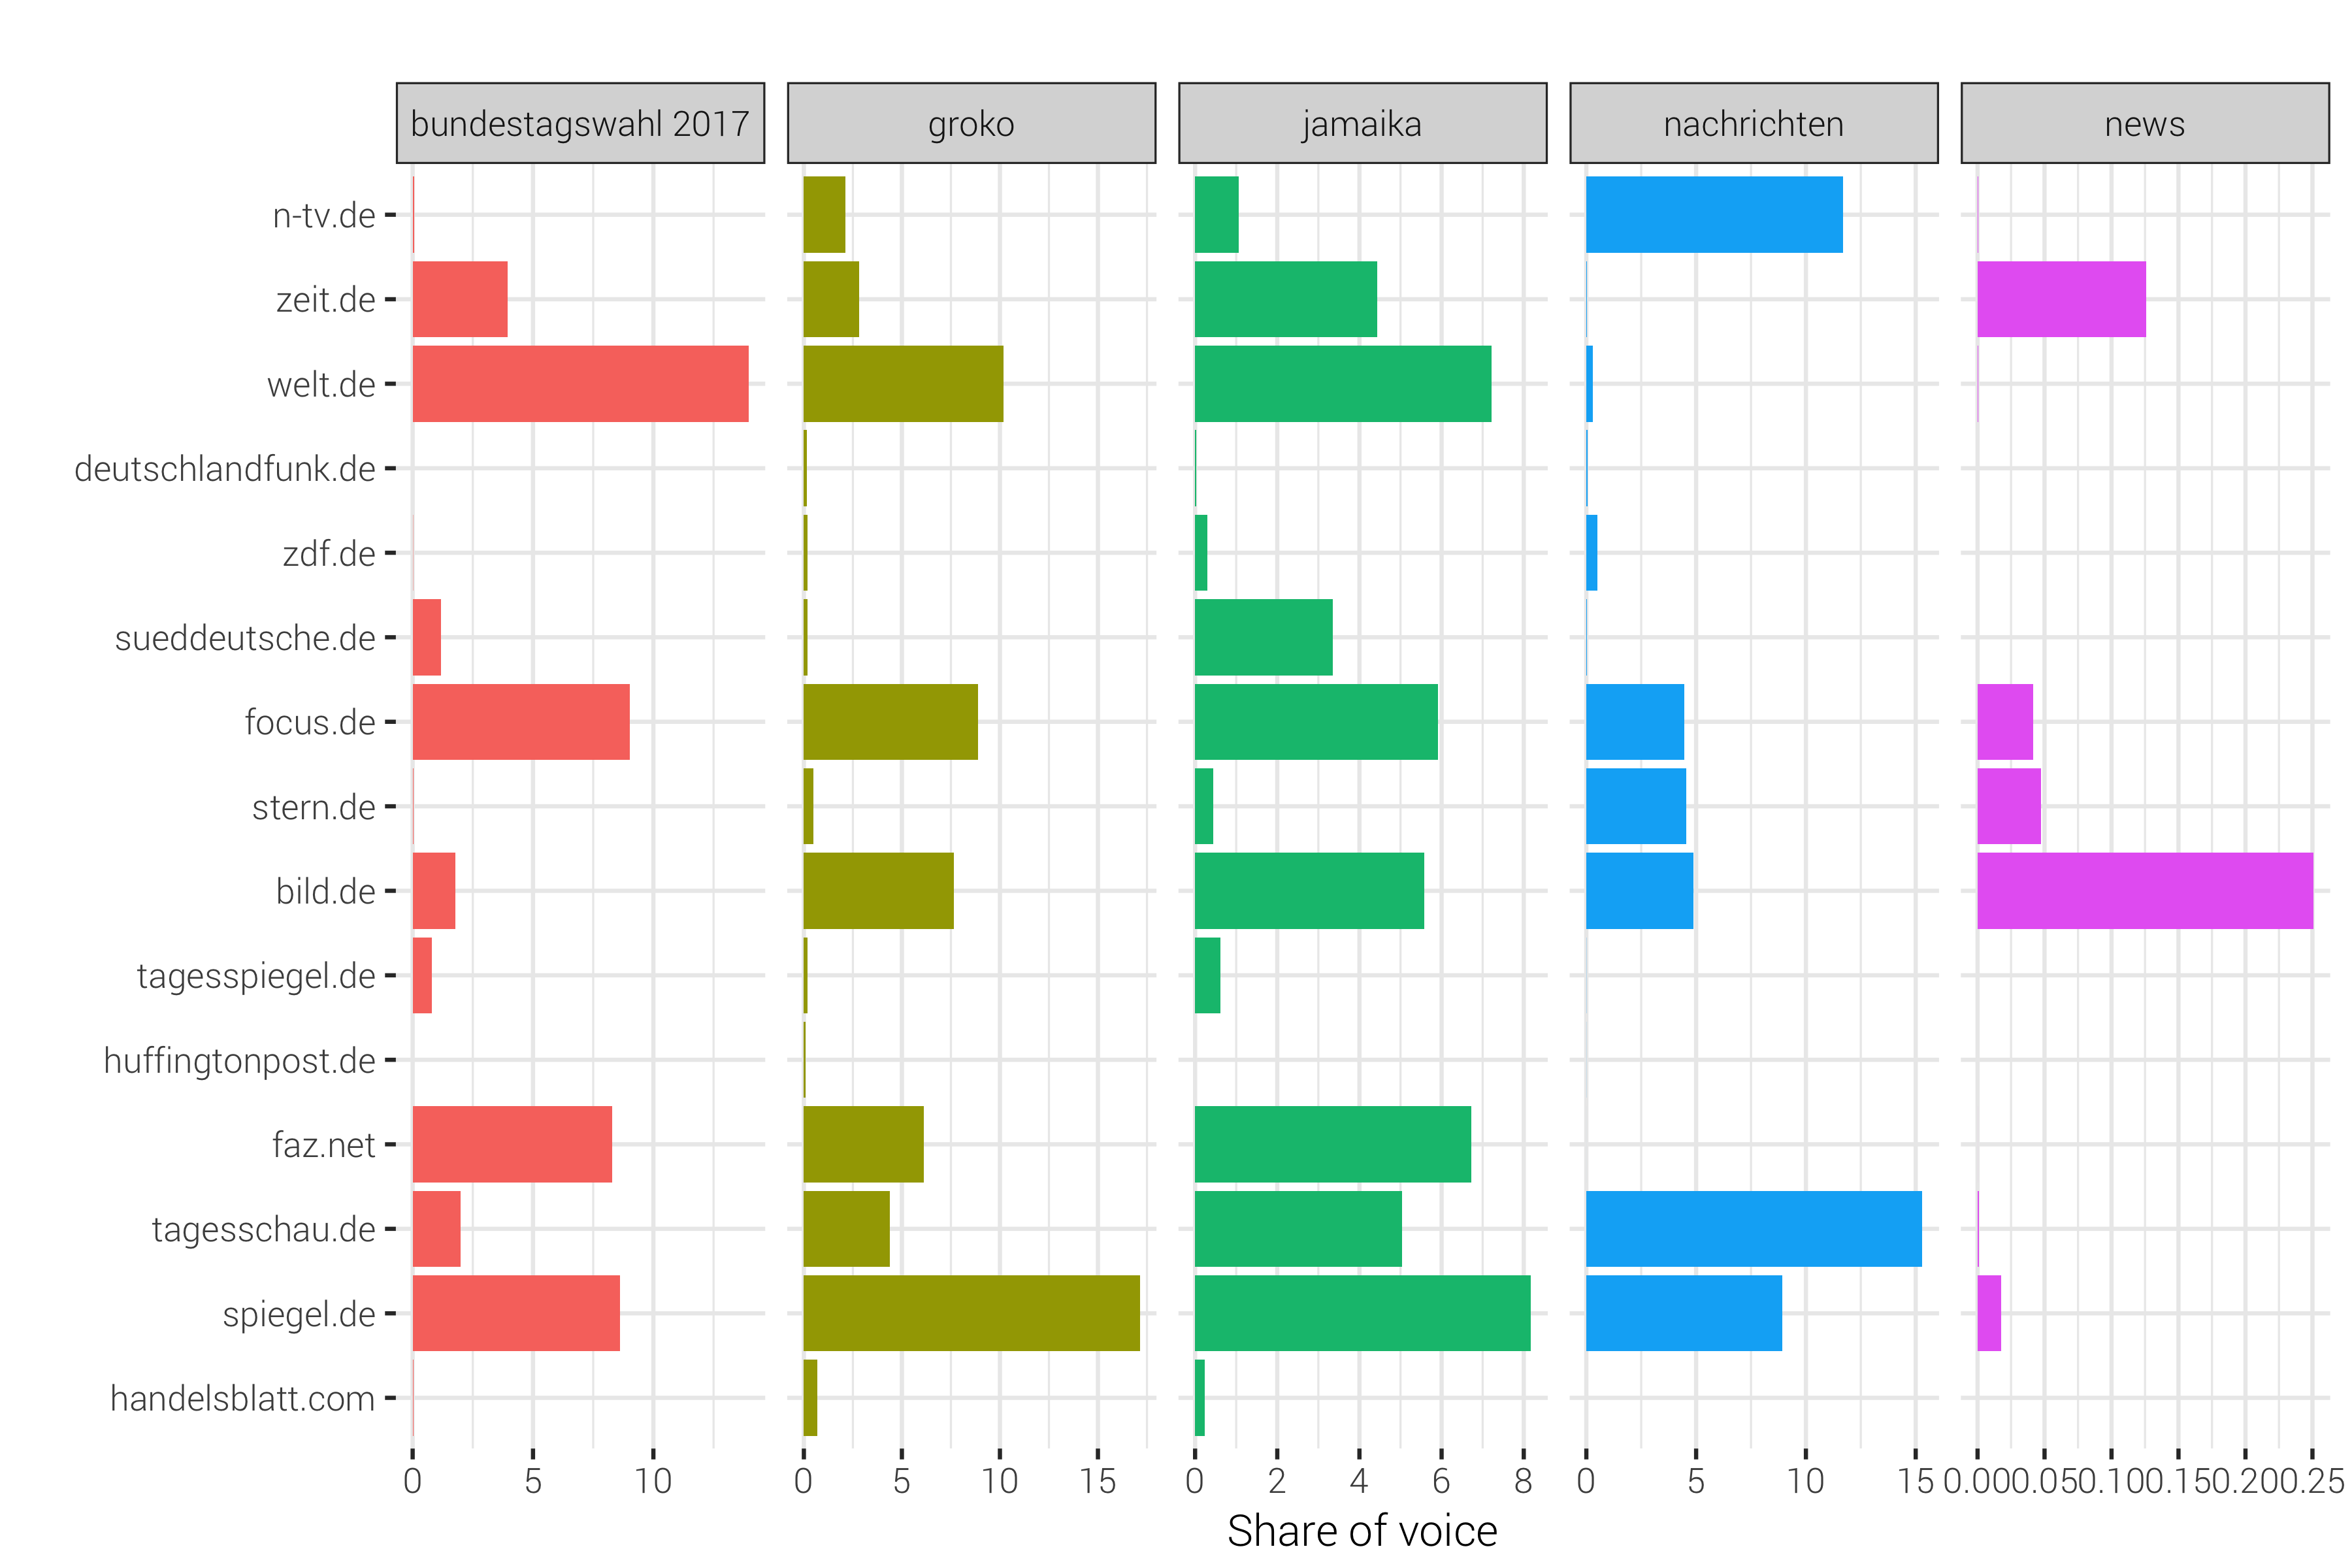 bundestagswahl 2017 groko jamaika nachrichten news
n-tv.de
zeit.de
welt.de
deutschlandfunk.de
zdf.de
sueddeutsche.de
focus.de
stern.de
bild.de
tagesspiegel.de
huffingtonpost.de
faz.net
tagesschau.de
spiegel.de
handelsblatt.com
0 5 10 0 5 10 15 0 2 4 6 8 0 5 10 15 0.00 0.05 0.10 0.15 0.20 0.25
Share of voice